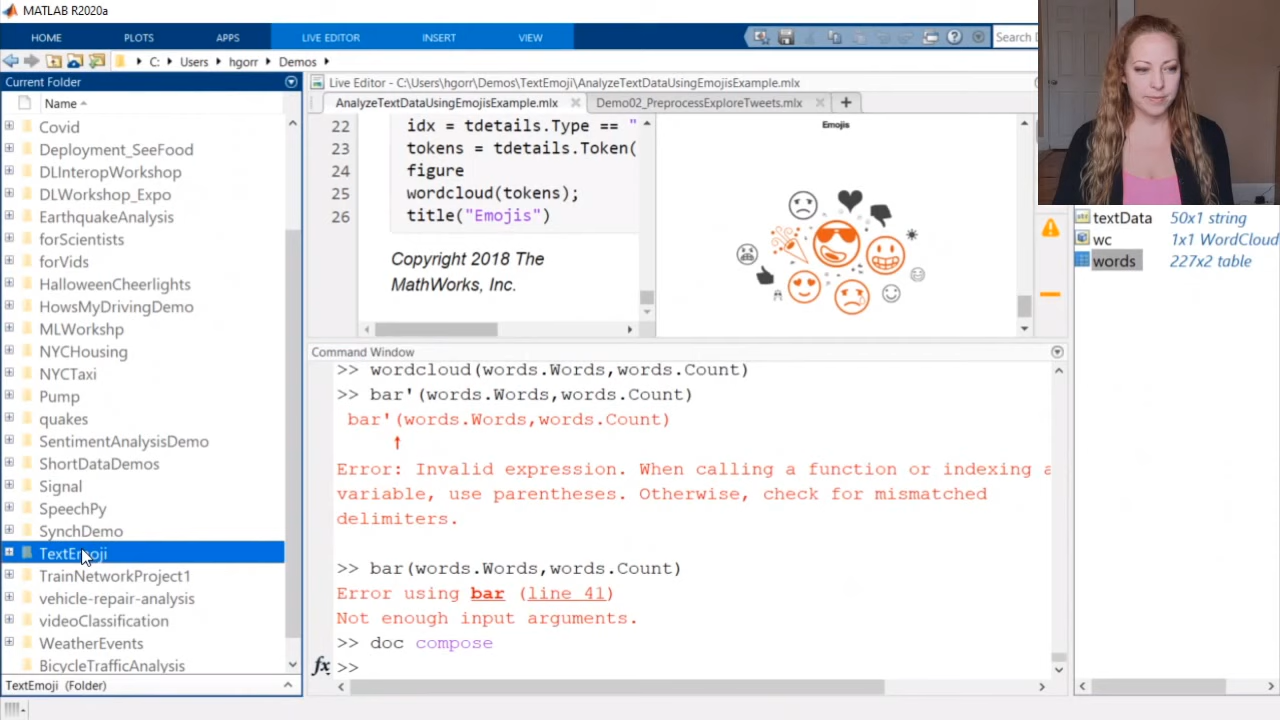 MATLAB R2020a
HOME PLOTS APPS LIVE EDITOR INSERT VIEW Search
C: Users hgorr Demos
Current Folder
Name
Covid
Deployment_SeeFood
DLInteropWorkshop
DLWorkshop_Expo
EarthquakeAnalysis
forScientists
forVids
HalloweenCheerlights
HowsMyDrivingDemo
MLWorkshp
NYCHousing
NYCTaxi
Pump
quakes
SentimentAnalysisDemo
ShortDataDemos
Signal
SpeechPy
SynchDemo
TextEmoji
TrainNetworkProject1
vehicle-repair-analysis
videoClassification
WeatherEvents
BicycleTrafficAnalysis
TextEmoji (Folder)
Live Editor - C:\Users\hgorr\Demos\TextEmoji\AnalyzeTextDataUsingEmojisExample.mlx
AnalyzeTextDataUsingEmojisExample.mlx Demo02_PreprocessExploreTweets.mlx
22 idx = tdetails.Type == "
23 tokens = tdetails.Token(
24 figure
25 wordcloud(tokens);
26 title("Emojis")
Copyright 2018 The
MathWorks, Inc.
Emojis
Command Window
>> wordcloud(words.Words,words.Count)
>> bar'(words.Words,words.Count)
bar'(words.Words,words.Count)
↑
Error: Invalid expression. When calling a function or indexing a
variable, use parentheses. Otherwise, check for mismatched
delimiters.
>> bar(words.Words,words.Count)
Error using bar (line 41)
Not enough input arguments.
>> doc compose
fx >>
textData 50x1 string
wc 1x1 WordCloud
words 227x2 table